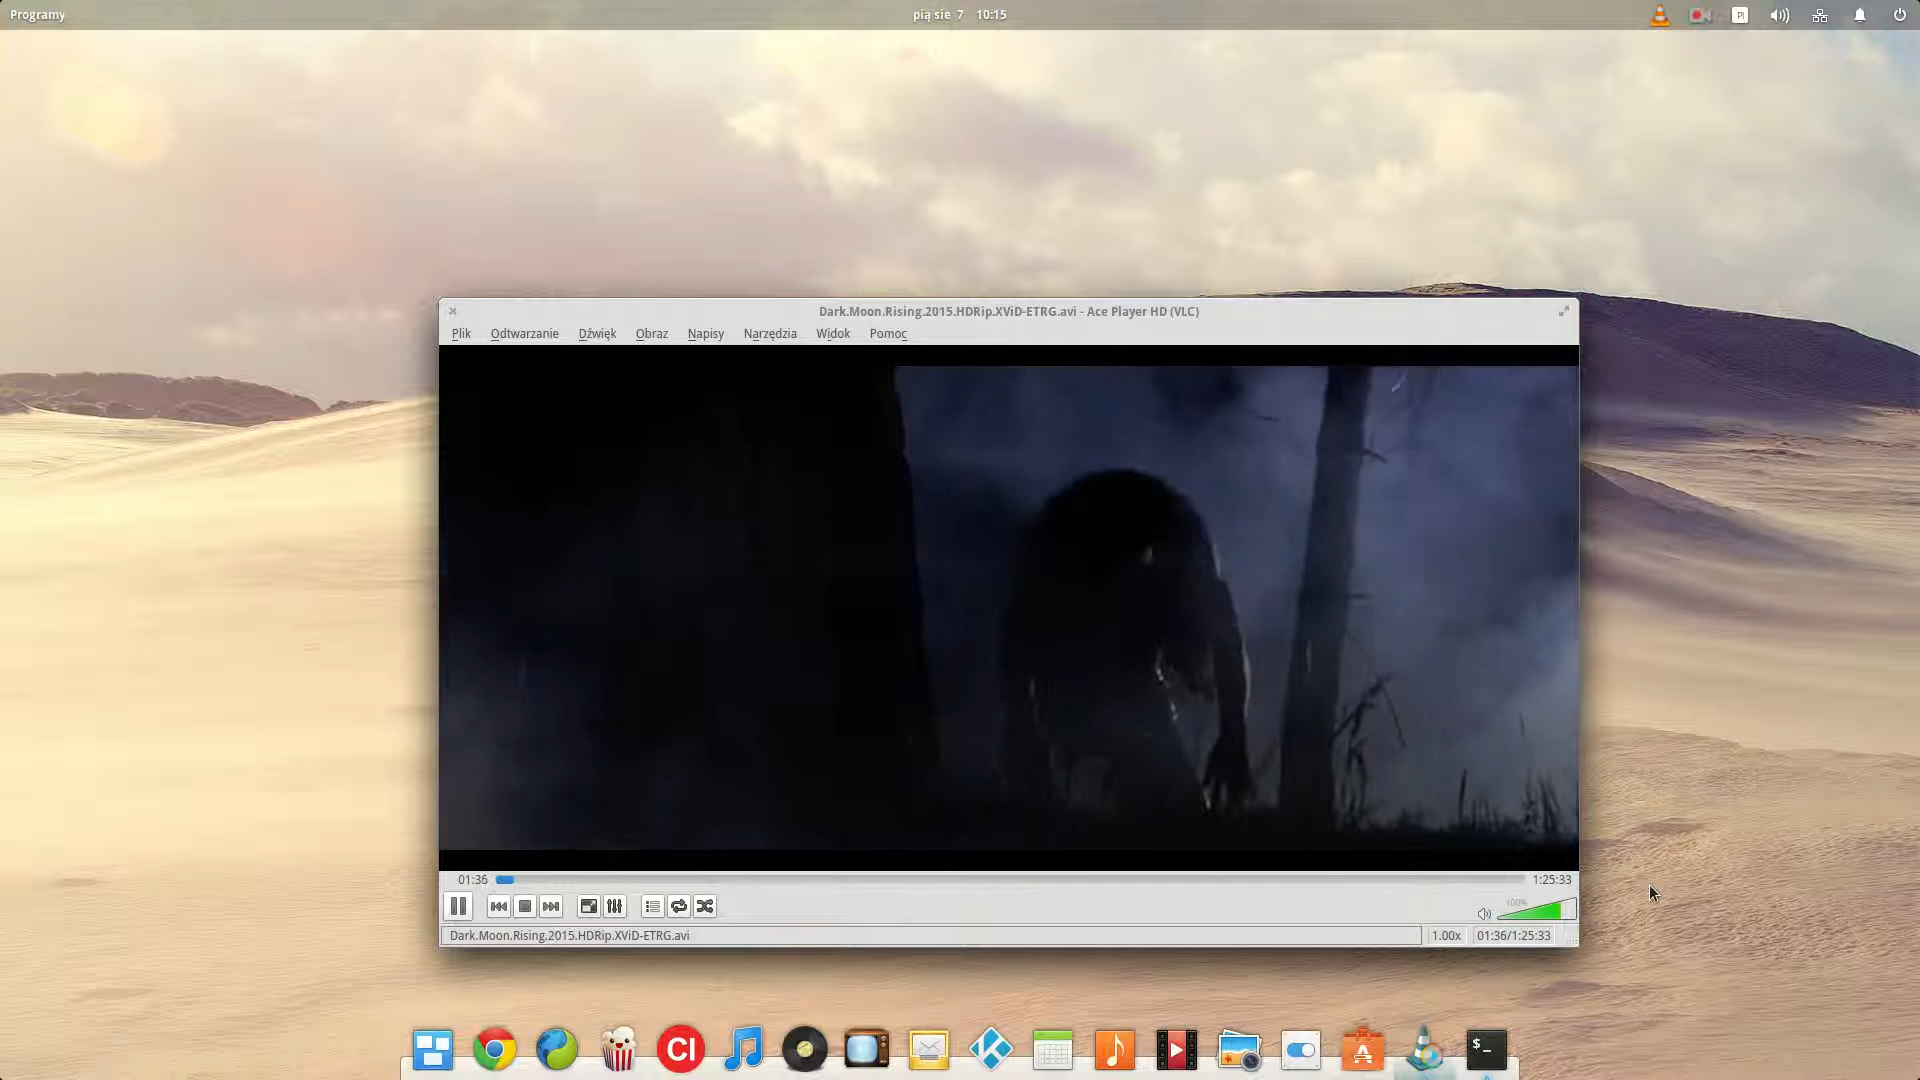 Programy
pią sie 7 10:15
PI
Dark.Moon.Rising.2015.HDRip.XViD-ETRG.avi - Ace Player HD (VLC)
Plik Odtwarzanie Dźwięk Obraz Napisy Narzędzia Widok Pomoc
01:36
1:25:33
100%
Dark.Moon.Rising.2015.HDRip.XViD-ETRG.avi
1.00x
01:36/1:25:33
CI
A
$_